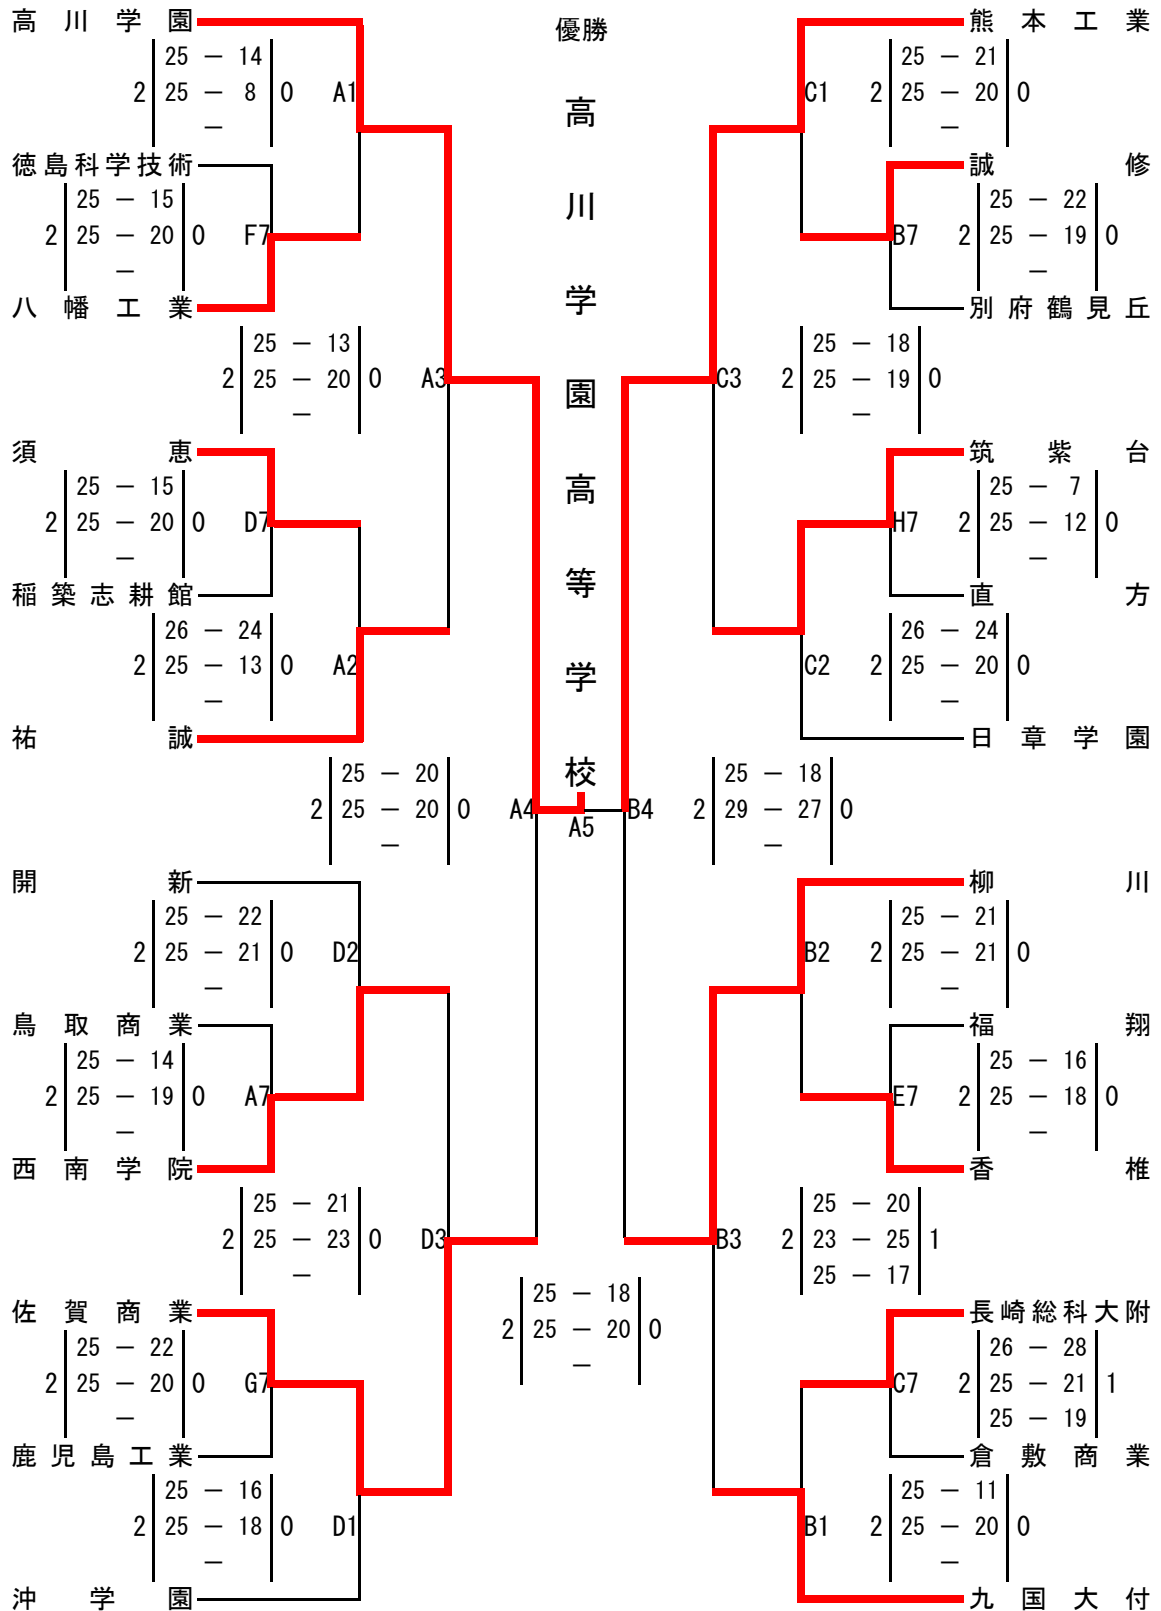 優勝
高川学園高等学校
高川学園
25 － 14
2 25 － 8 0 A1
－
徳島科学技術
25 － 15
2 25 － 20 0 F7
－
八幡工業
25 － 13
2 25 － 20 0 A3
－
須恵
25 － 15
2 25 － 20 0 D7
－
稲築志耕館
26 － 24
2 25 － 13 0 A2
－
祐誠
25 － 20
2 25 － 20 0 A4
－
開新
25 － 22
2 25 － 21 0 D2
－
鳥取商業
25 － 14
2 25 － 19 0 A7
－
西南学院
25 － 21
2 25 － 23 0 D3
－
佐賀商業
25 － 22
2 25 － 20 0 G7
－
鹿児島工業
25 － 16
2 25 － 18 0 D1
－
沖学園
A5
25 － 18
2 25 － 20 0
－
熊本工業
25 － 21
C1 2 25 － 20 0
－
誠修
25 － 22
B7 2 25 － 19 0
－
別府鶴見丘
25 － 18
C3 2 25 － 19 0
－
筑紫台
25 － 7
H7 2 25 － 12 0
－
直方
26 － 24
C2 2 25 － 20 0
－
日章学園
25 － 18
B4 2 29 － 27 0
－
柳川
25 － 21
B2 2 25 － 21 0
－
福翔
25 － 16
E7 2 25 － 18 0
－
香椎
25 － 20
B3 2 23 － 25 1
25 － 17
長崎総科大附
26 － 28
C7 2 25 － 21 1
25 － 19
倉敷商業
25 － 11
B1 2 25 － 20 0
－
九国大付